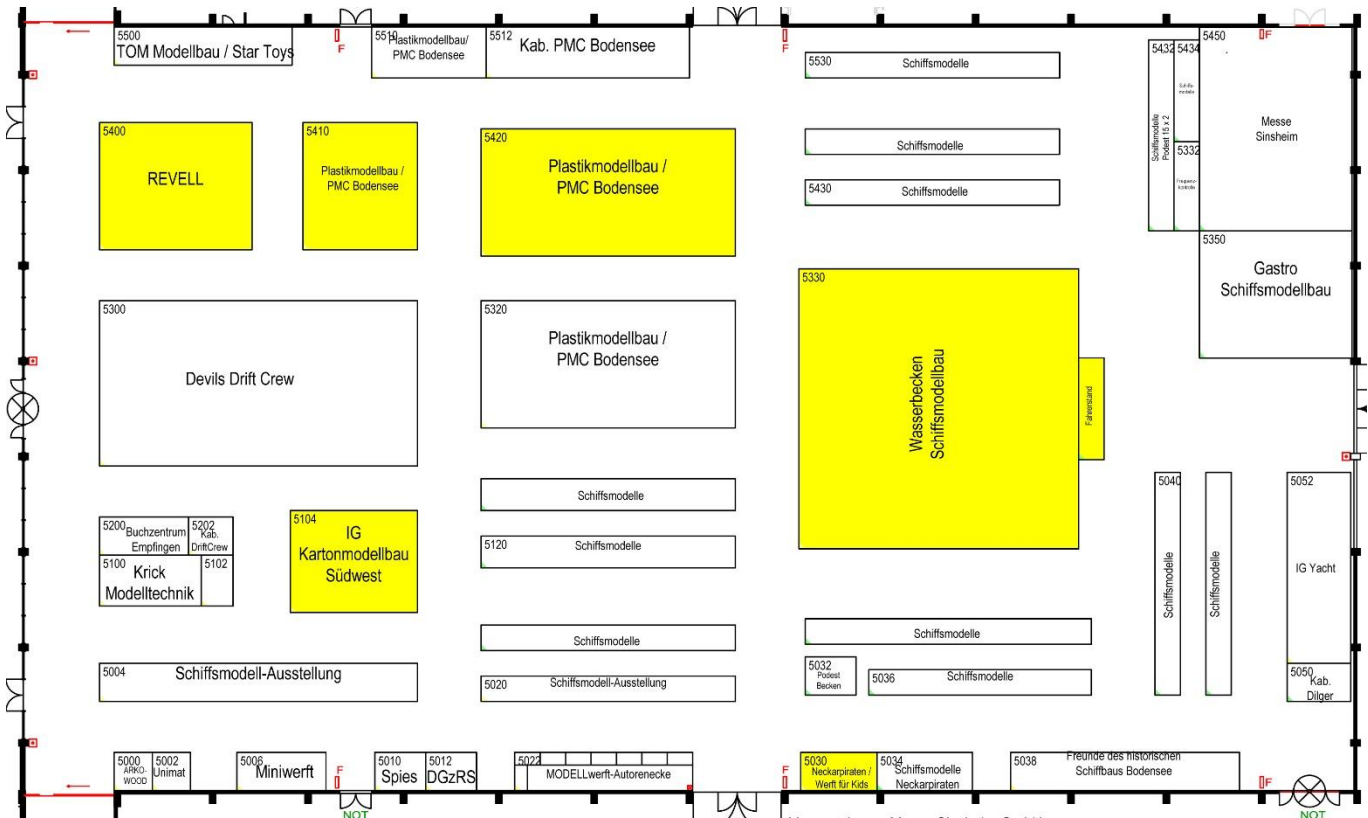 5500
TOM Modellbau / Star Toys
F
5510
Plastikmodellbau/
PMC Bodensee
5512
Kab. PMC Bodensee
F
5530
Schiffsmodelle
5432
Schiffsmodelle
Podest 15 x 2
5434
Schiffs-
modelle
5450
F
Messe
Sinsheim
5400
REVELL
5410
Plastikmodellbau /
PMC Bodensee
5420
Plastikmodellbau /
PMC Bodensee
Schiffsmodelle
5332
Frequenz-
kontrolle
5430
Schiffsmodelle
5350
Gastro
Schiffsmodellbau
5300
Devils Drift Crew
5320
Plastikmodellbau /
PMC Bodensee
5330
Wasserbecken
Schiffsmodellbau
Fahrerstand
Schiffsmodelle
5200
Buchzentrum
Empfingen
5202
Kab.
DriftCrew
5104
IG
Kartonmodellbau
Südwest
5120
Schiffsmodelle
5100
Krick
Modelltechnik
5102
5040
Schiffsmodelle
Schiffsmodelle
5052
IG Yacht
Schiffsmodelle
Schiffsmodelle
5004
Schiffsmodell-Ausstellung
5020
Schiffsmodell-Ausstellung
5032
Podest
Becken
5036
Schiffsmodelle
5050
Kab.
Dilger
5000
ARKO-
WOOD
5002
Unimat
5006
Miniwerft
F
5010
Spies
5012
DGzRS
5022
MODELLwerft-Autorenecke
F
5030
Neckarpiraten /
Werft für Kids
5034
Schiffsmodelle
Neckarpiraten
5038
Freunde des historischen
Schiffbaus Bodensee
F
NOT
NOT